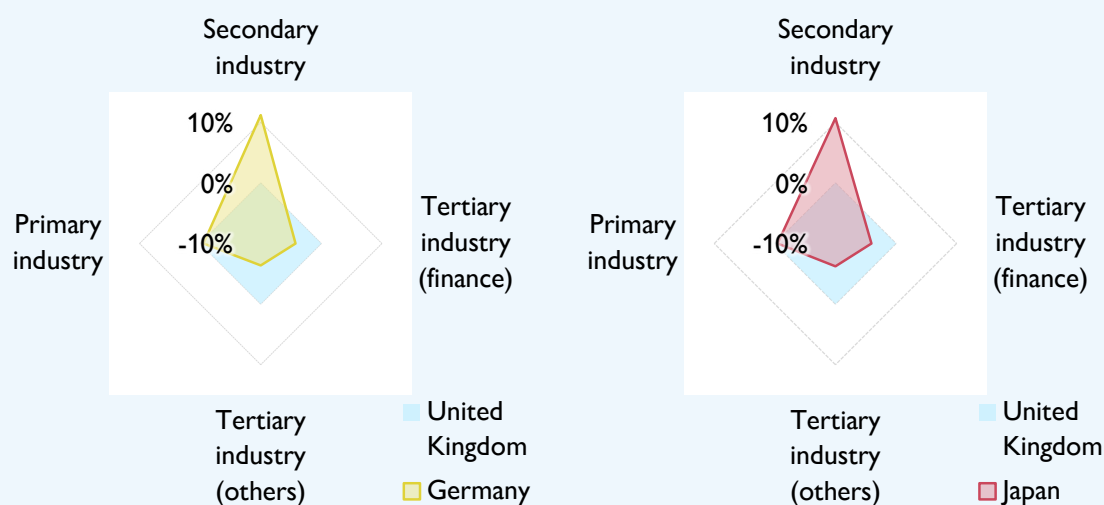 Secondary
industry
10%
0%
-10%
Primary
industry
Tertiary
industry
(finance)
Tertiary
industry
(others)
United
Kingdom
Germany
Secondary
industry
10%
0%
-10%
Primary
industry
Tertiary
industry
(finance)
Tertiary
industry
(others)
United
Kingdom
Japan